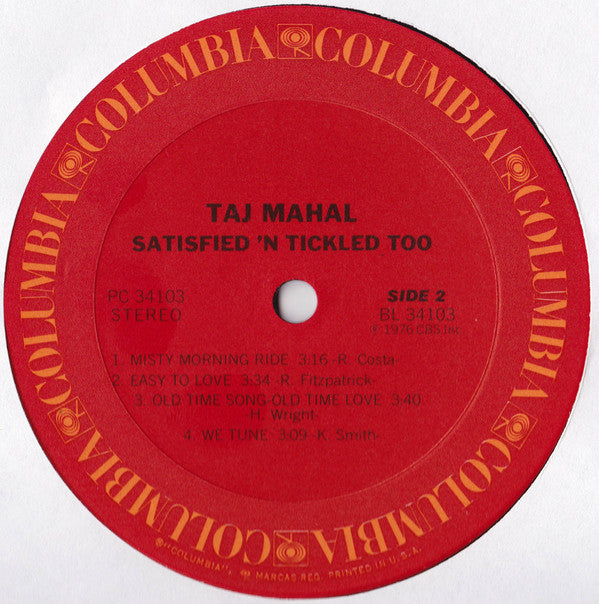 COLUMBIA COLUMBIA COLUMBIA COLUMBIA COLUMBIA COLUMBIA
TAJ MAHAL
SATISFIED 'N TICKLED TOO
PC 34103
STEREO
SIDE 2
BL 34103
℗ 1976 CBS Inc.
1. MISTY MORNING RIDE 3:16 -R. Costa-
2. EASY TO LOVE 3:34 -R. Fitzpatrick-
3. OLD TIME SONG OLD TIME LOVE 3:40
H. Wright-
4. WE TUNE 3:09 -K. Smith-
®"COLUMBIA", ® MARCAS REG. PRINTED IN U.S.A.